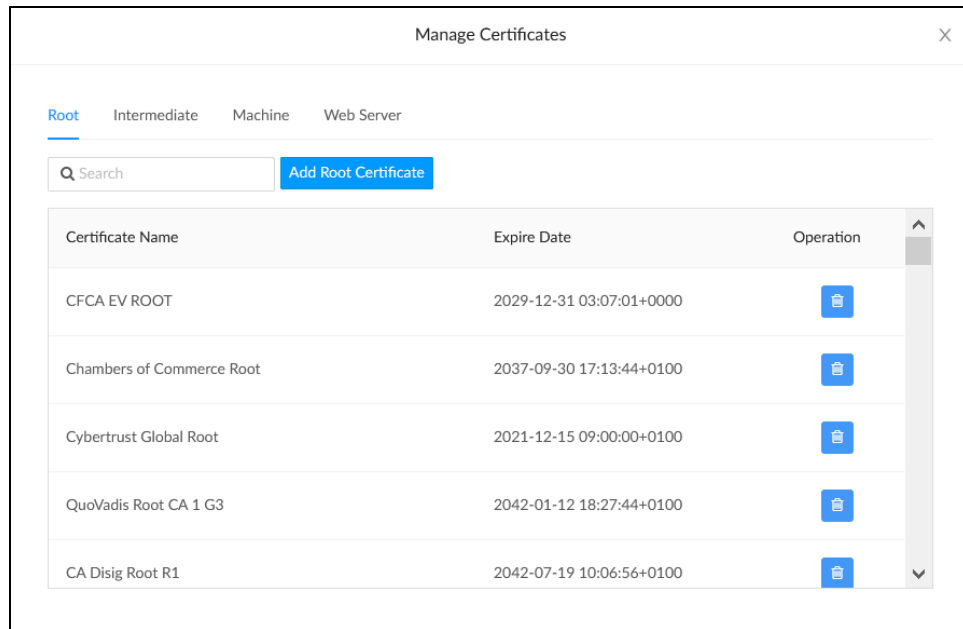 Manage Certificates
Root Intermediate Machine Web Server
Search Add Root Certificate
Certificate Name Expire Date Operation
CFCA EV ROOT 2029-12-31 03:07:01+0000
Chambers of Commerce Root 2037-09-30 17:13:44+0100
Cybertrust Global Root 2021-12-15 09:00:00+0100
QuoVadis Root CA 1 G3 2042-01-12 18:27:44+0100
CA Disig Root R1 2042-07-19 10:06:56+0100